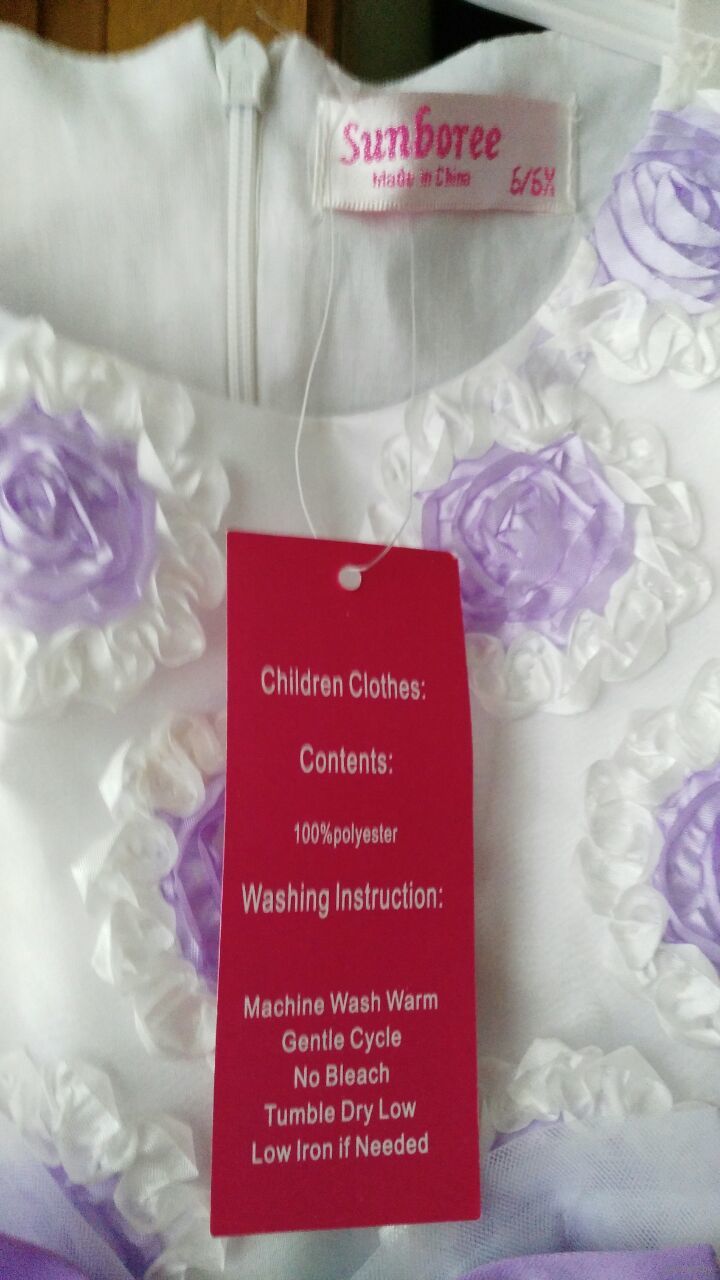 Sunboree
Made in China 6/6X
Children Clothes:
Contents:
100%polyester
Washing Instruction:
Machine Wash Warm
Gentle Cycle
No Bleach
Tumble Dry Low
Low Iron if Needed